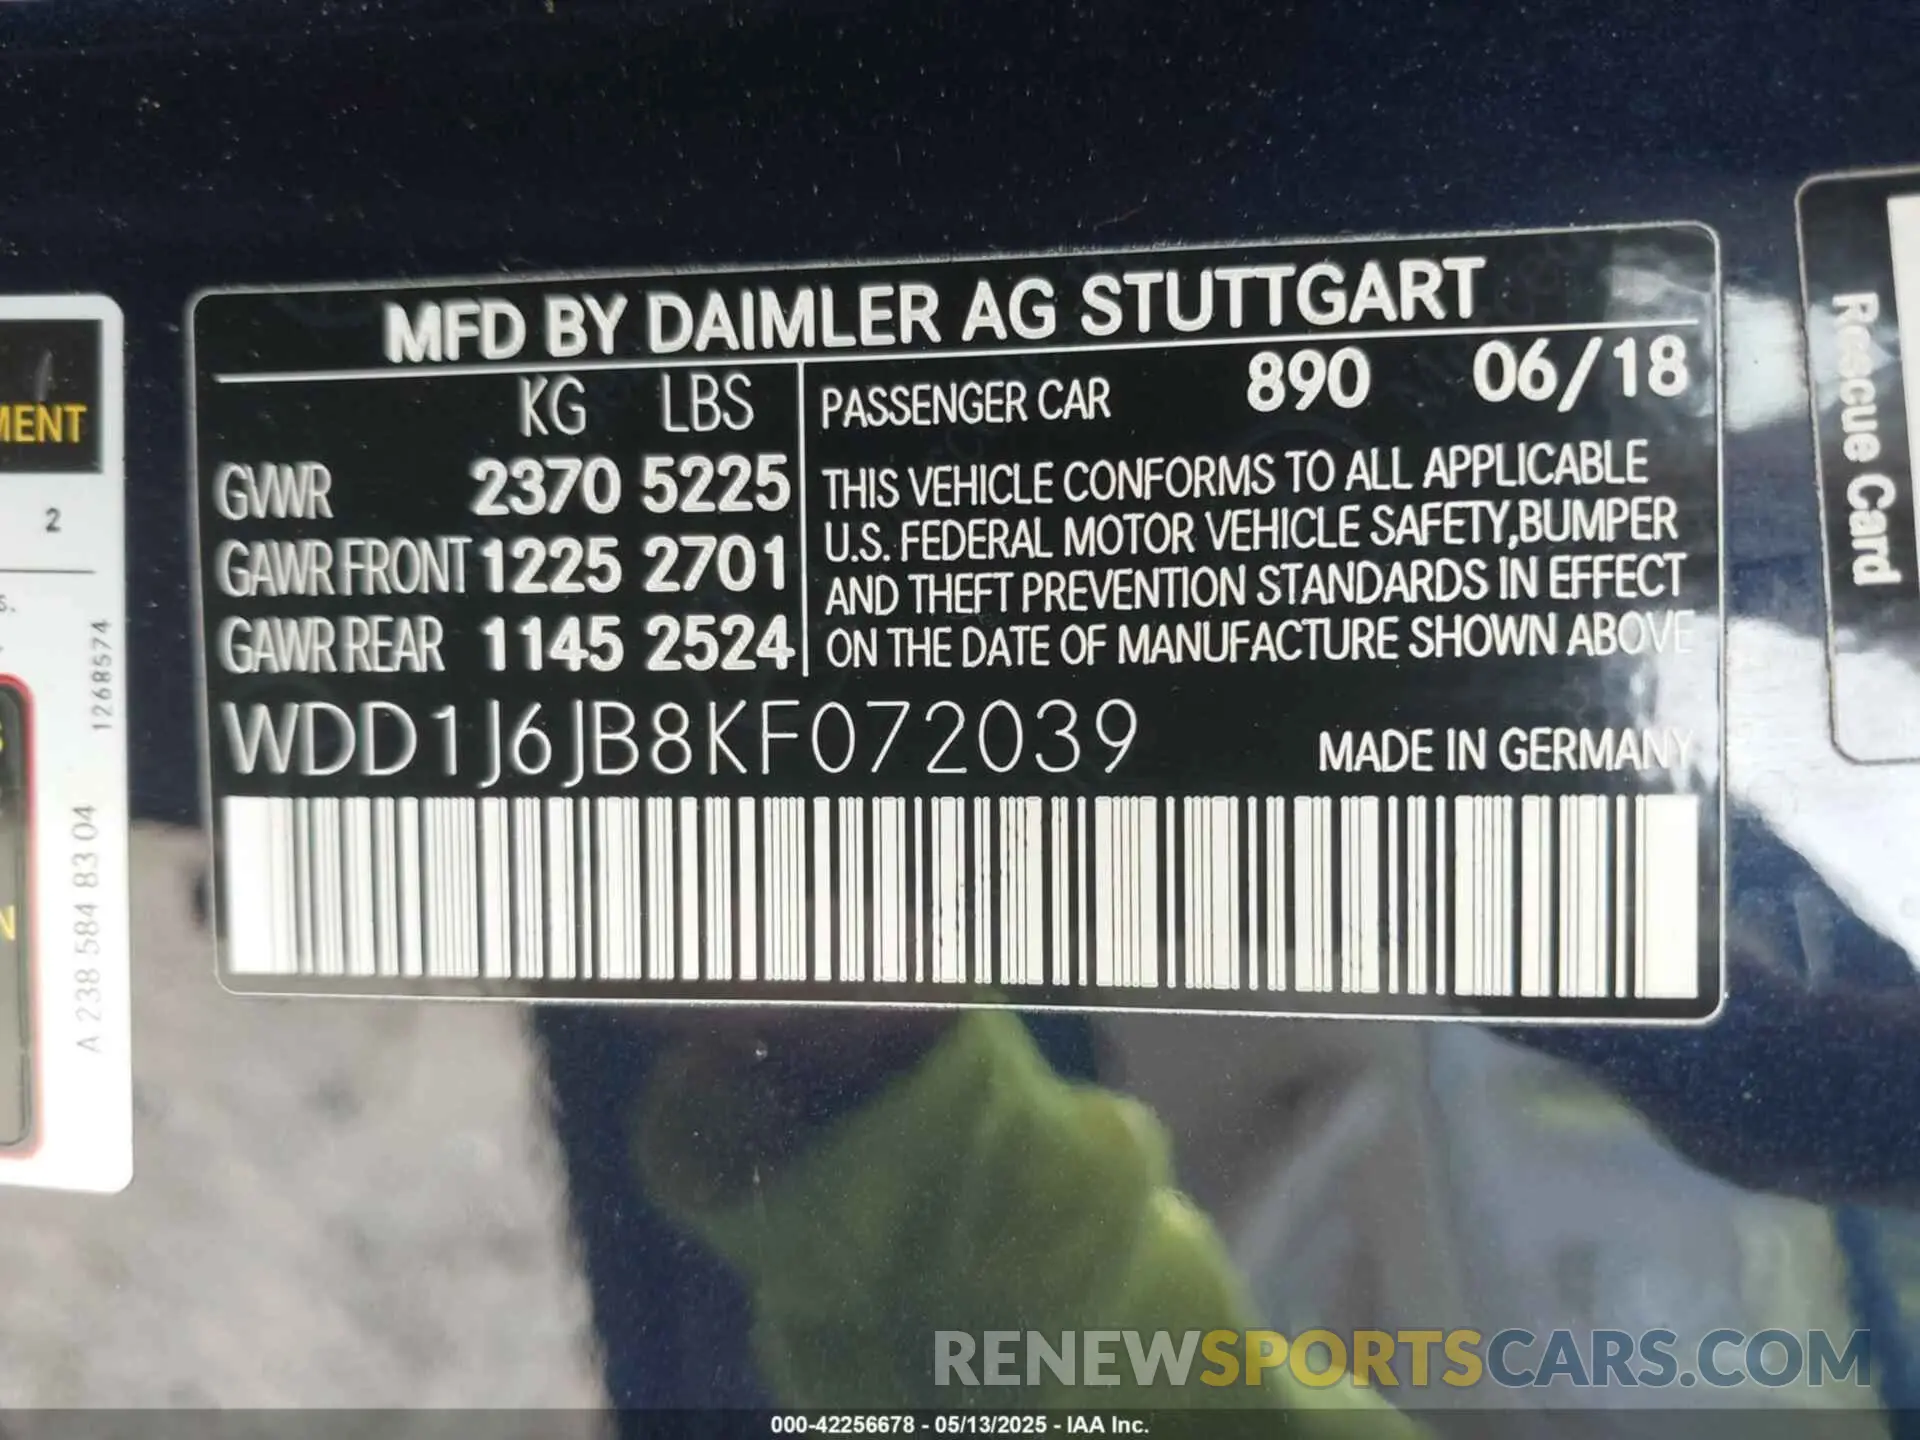 MFD BY DAIMLER AG STUTTGART
KG LBS
GVWR 2370 5225
GAWR FRONT 1225 2701
GAWR REAR 1145 2524
PASSENGER CAR 890 06/18
THIS VEHICLE CONFORMS TO ALL APPLICABLE
U.S. FEDERAL MOTOR VEHICLE SAFETY, BUMPER
AND THEFT PREVENTION STANDARDS IN EFFECT
ON THE DATE OF MANUFACTURE SHOWN ABOVE
WDD1J6JB8KF072039
MADE IN GERMANY
2
1268574
A 238 584 83 04
Rescue Card
RENEWSPORTSCARS.COM
000-42256678 - 05/13/2025 - IAA Inc.